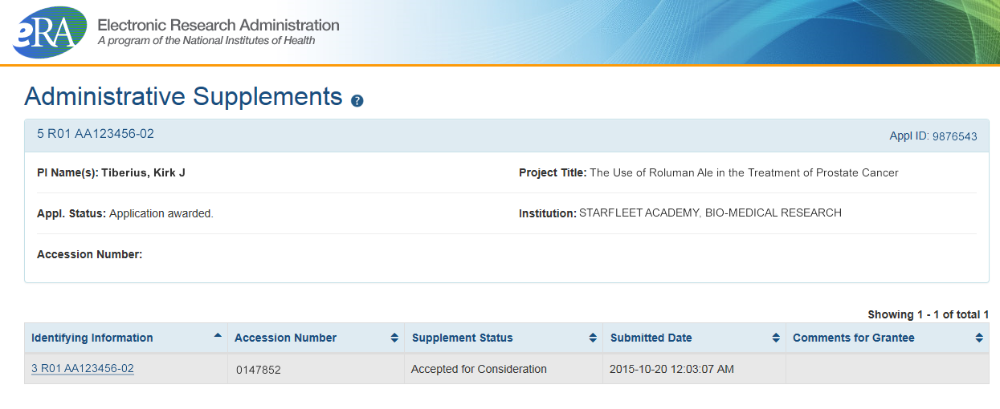 eRA
Electronic Research Administration
A program of the National Institutes of Health
Administrative Supplements ?
5 R01 AA123456-02 Appl ID: 9876543
PI Name(s): Tiberius, Kirk J Project Title: The Use of Roluman Ale in the Treatment of Prostate Cancer
Appl. Status: Application awarded. Institution: STARFLEET ACADEMY, BIO-MEDICAL RESEARCH
Accession Number:
Showing 1 - 1 of total 1
Identifying Information Accession Number Supplement Status Submitted Date Comments for Grantee
3 R01 AA123456-02 0147852 Accepted for Consideration 2015-10-20 12:03:07 AM